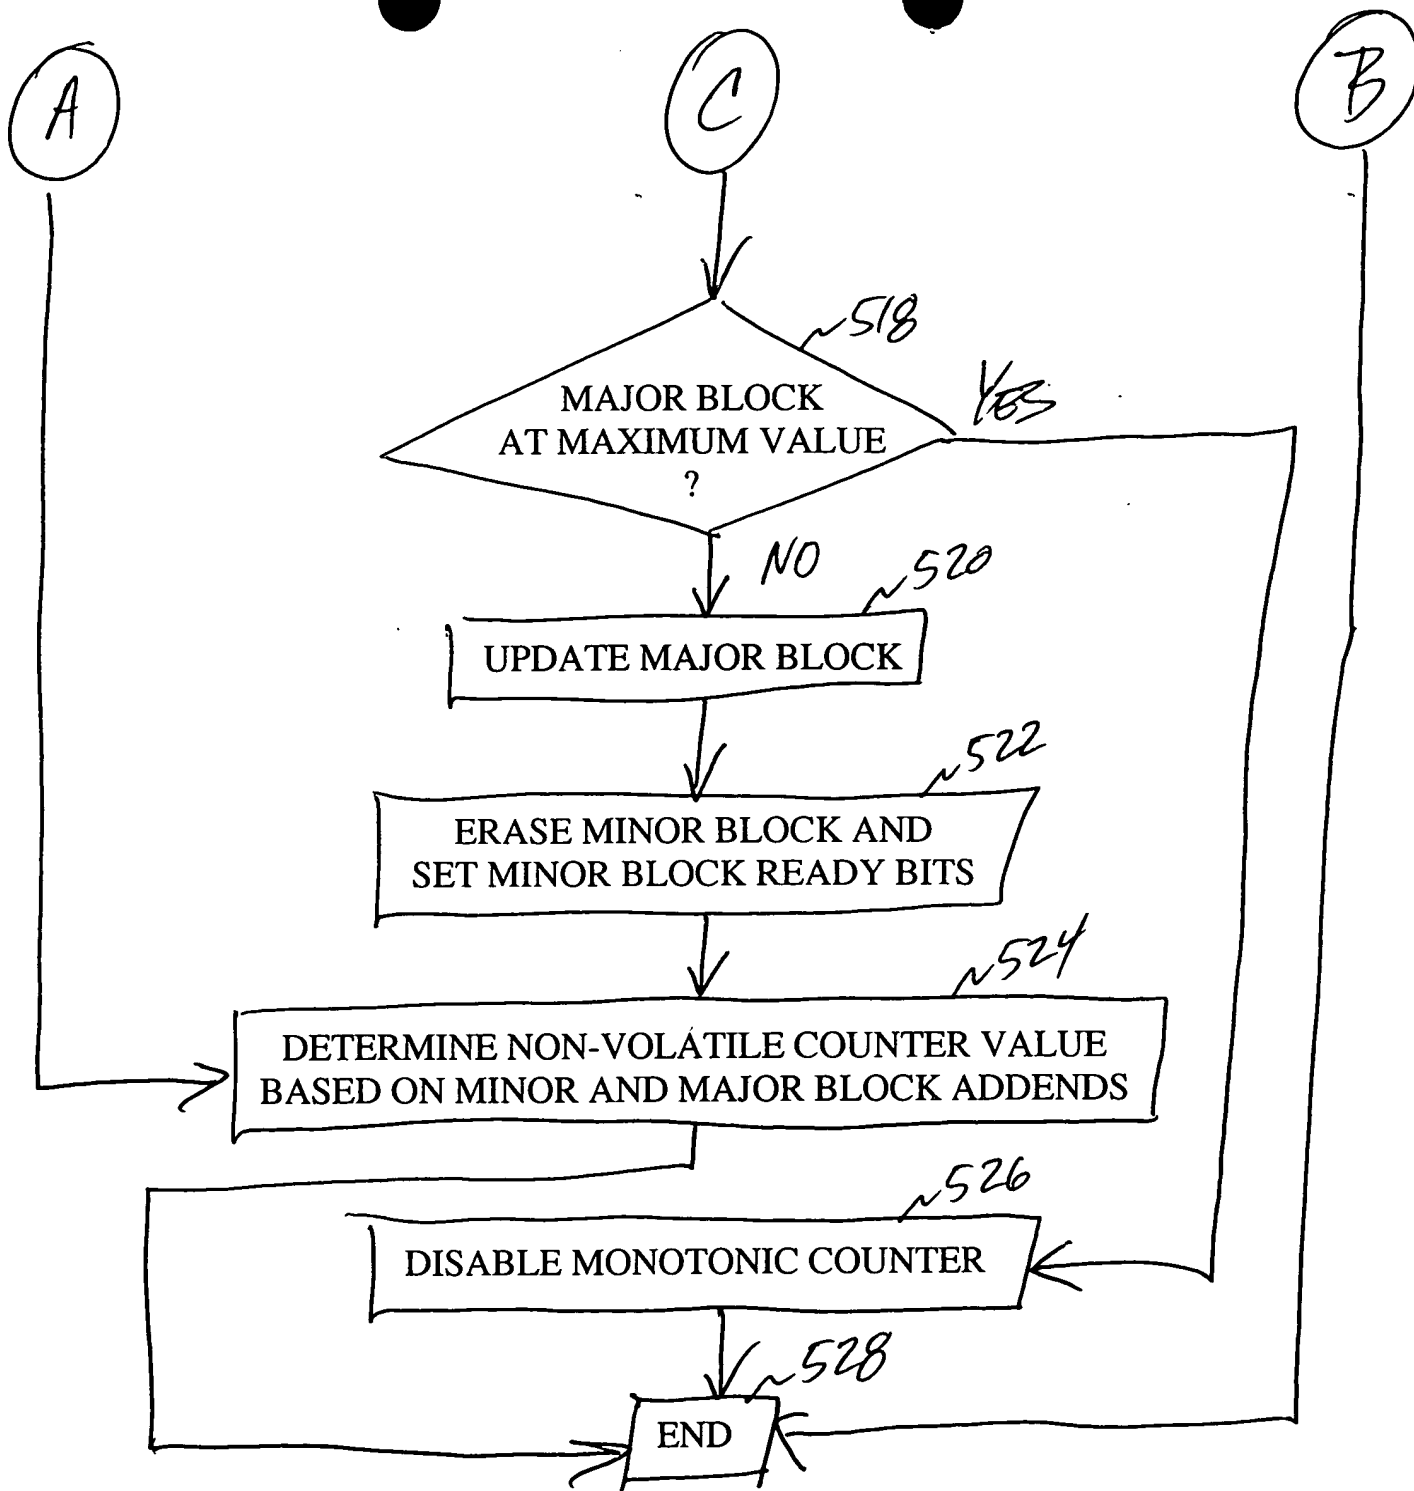 A
C
B
518
MAJOR BLOCK
AT MAXIMUM VALUE
?
YES
NO
520
UPDATE MAJOR BLOCK
522
ERASE MINOR BLOCK AND
SET MINOR BLOCK READY BITS
524
DETERMINE NON-VOLATILE COUNTER VALUE
BASED ON MINOR AND MAJOR BLOCK ADDENDS
526
DISABLE MONOTONIC COUNTER
528
END